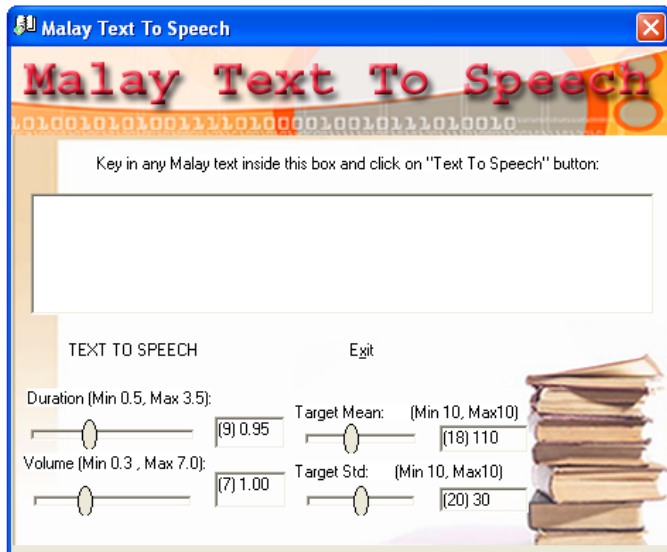 Malay Text To Speech
Malay Text To Speech
101001010100111101000010010111010010
Key in any Malay text inside this box and click on "Text To Speech" button:
TEXT TO SPEECH Exit
Duration (Min 0.5, Max 3.5):
(9) 0.95
Target Mean: (Min 10, Max10)
(18) 110
Volume (Min 0.3 , Max 7.0):
(7) 1.00
Target Std: (Min 10, Max10)
(20) 30